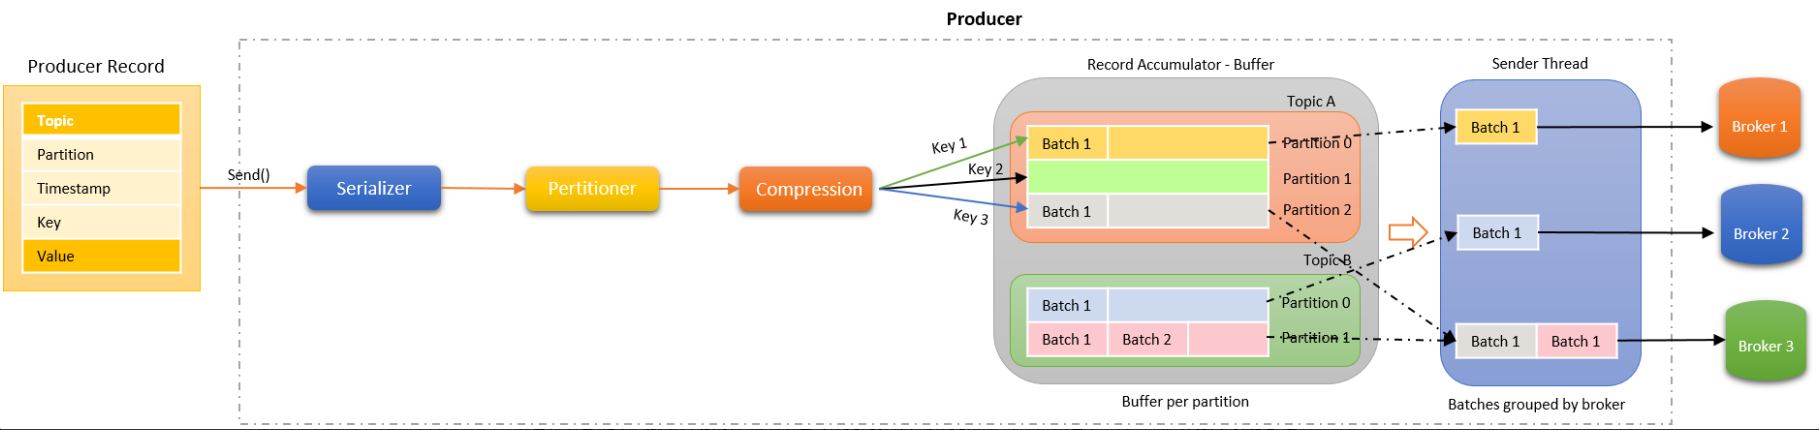 Producer
Producer Record
Topic
Partition
Timestamp
Key
Value
Send()
Serializer
Pertitioner
Compression
Key 1
Key 2
Key 3
Record Accumulator - Buffer
Topic A
Batch 1
Partition 0
Partition 1
Batch 1
Partition 2
Topic B
Batch 1
Partition 0
Batch 1 Batch 2
Partition 1
Buffer per partition
Sender Thread
Batch 1
Batch 1
Batch 1 Batch 1
Batches grouped by broker
Broker 1
Broker 2
Broker 3